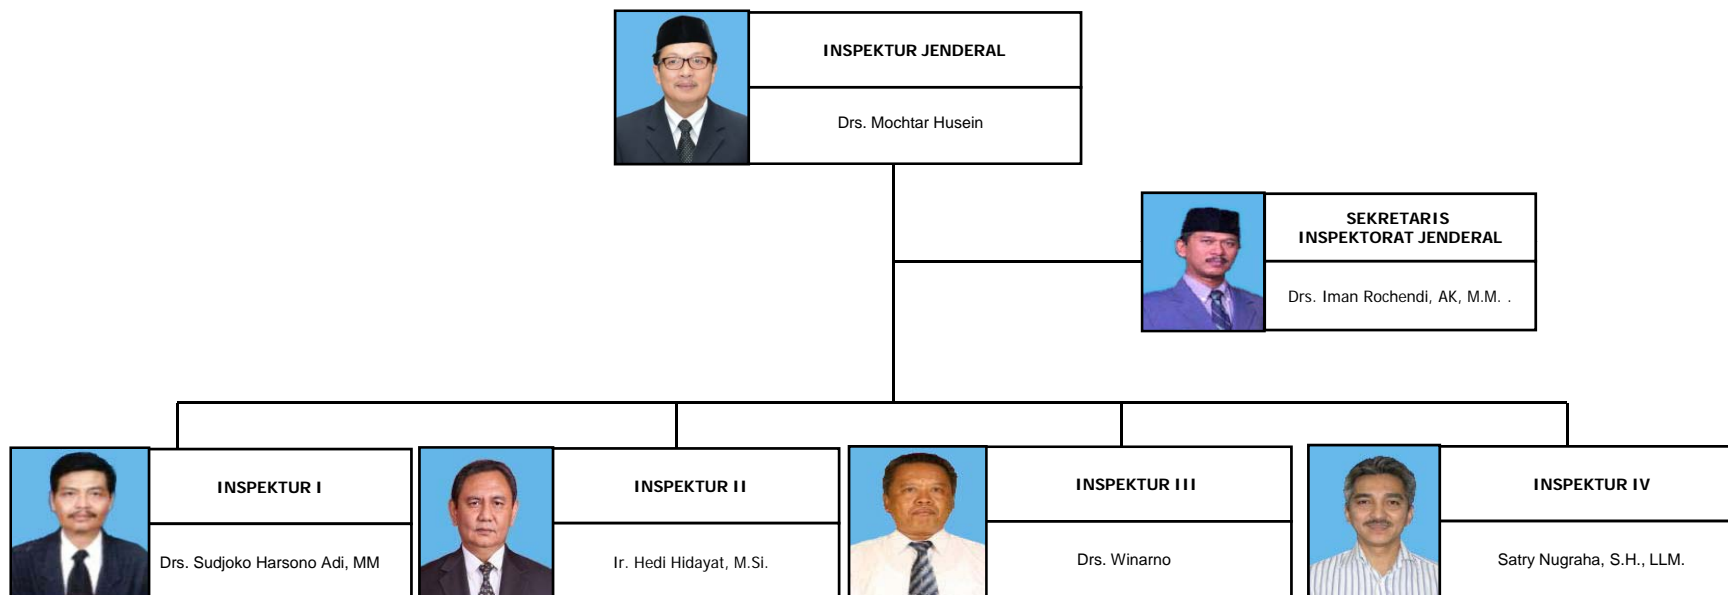 INSPEKTUR JENDERAL
Drs. Mochtar Husein
SEKRETARIS
INSPEKTORAT JENDERAL
Drs. Iman Rochendi, AK, M.M. .
INSPEKTUR I
Drs. Sudjoko Harsono Adi, MM
INSPEKTUR II
Ir. Hedi Hidayat, M.Si.
INSPEKTUR III
Drs. Winarno
INSPEKTUR IV
Satry Nugraha, S.H., LLM.